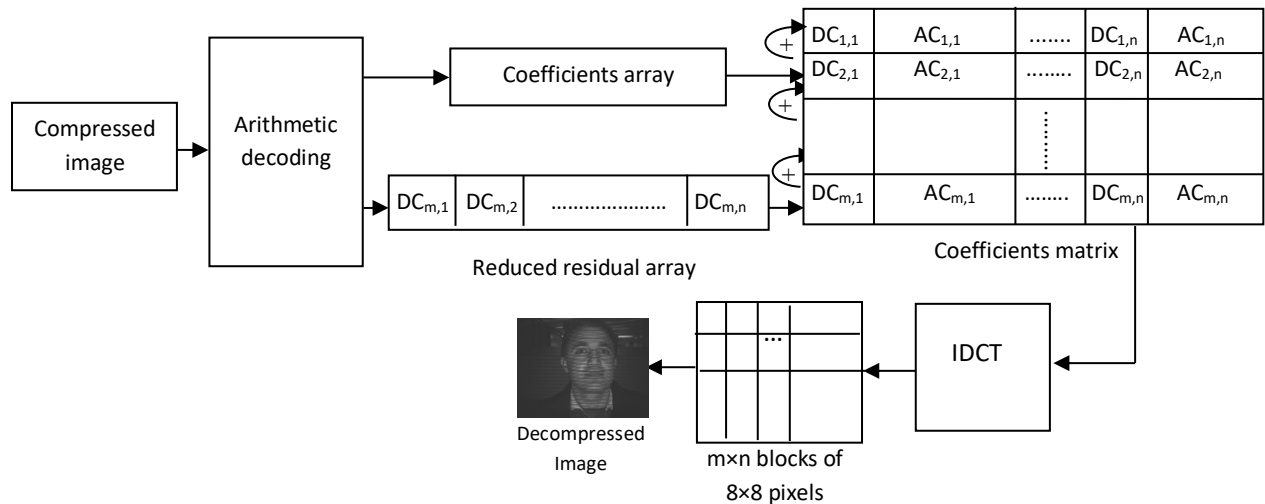 Compressed
image
Arithmetic
decoding
Coefficients array
DC1,1 AC1,1 ....... DC1,n AC1,n
DC2,1 AC2,1 ........ DC2,n AC2,n
.........
DCm,1 ACm,1 ........ DCm,n ACm,n
+
+
+
DCm,1 DCm,2 ...................... DCm,n
Reduced residual array
Coefficients matrix
IDCT
...
m×n blocks of
8×8 pixels
Decompressed
Image